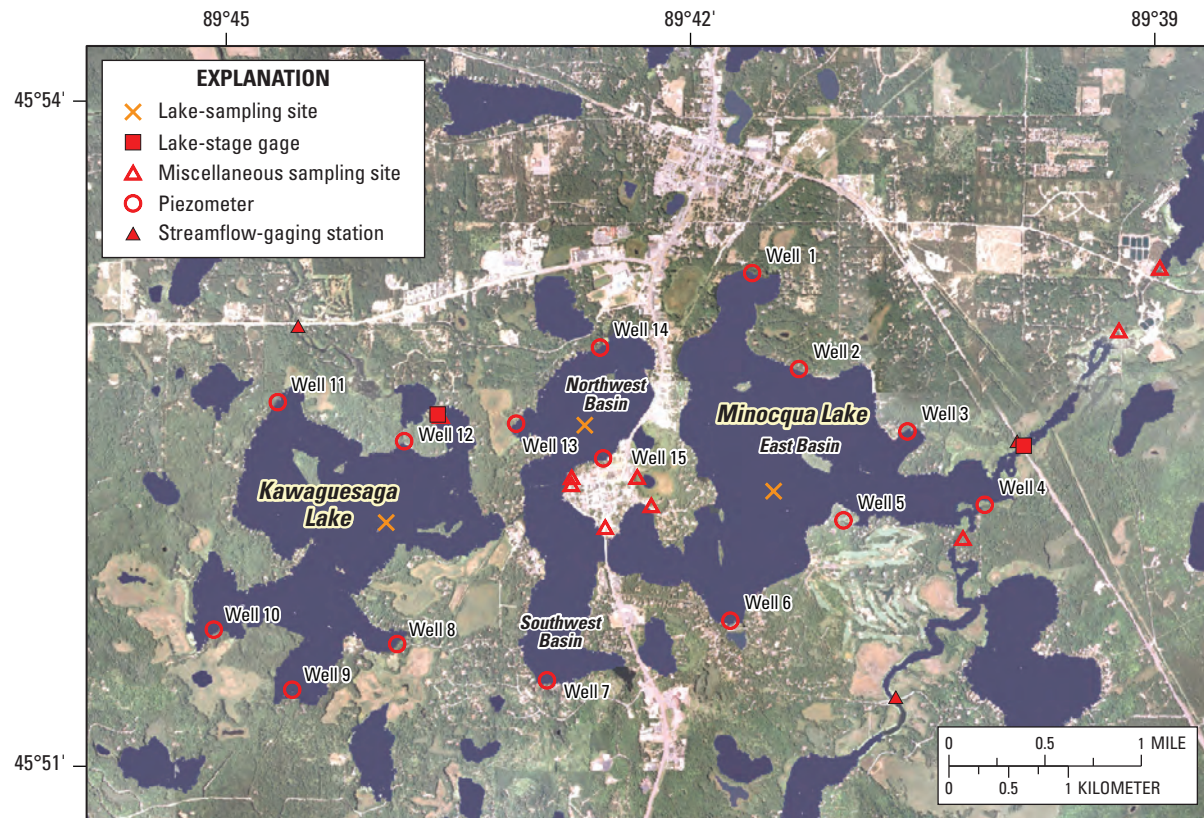 89°45
89°42
89°39
45°54'
EXPLANATION
Lake-sampling site
Lake-stage gage
Miscellaneous sampling site
Piezometer
Streamflow-gaging station
Well 1
Well 14
Well 2
Northwest
Basin
Well 11
Minocqua Lake
Well 3
Well 12
East Basin
Well 13
Well 15
Kawaguesaga
Lake
Well 5
Well 4
Well 10
Well 8
Southwest
Basin
Well 6
Well 9
Well 7
45°51'
0 0.5 1 MILE
0 0.5 1 KILOMETER